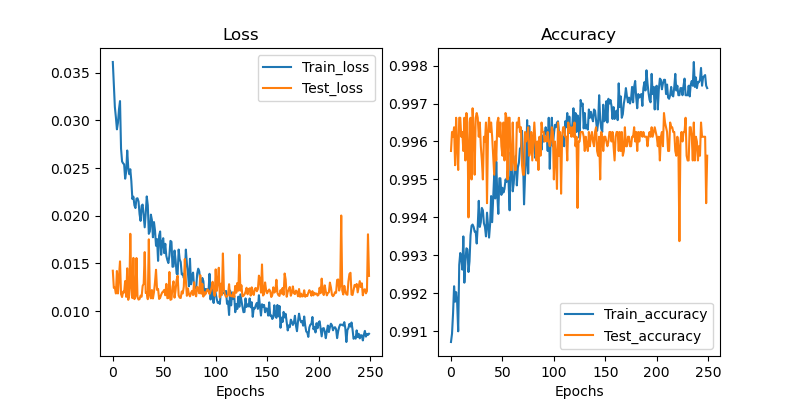 Loss
Accuracy
0.035
0.030
0.025
0.020
0.015
0.010
Train_loss
Test_loss
0 50 100 150 200 250
Epochs
0.998
0.997
0.996
0.995
0.994
0.993
0.992
0.991
Train_accuracy
Test_accuracy
0 50 100 150 200 250
Epochs